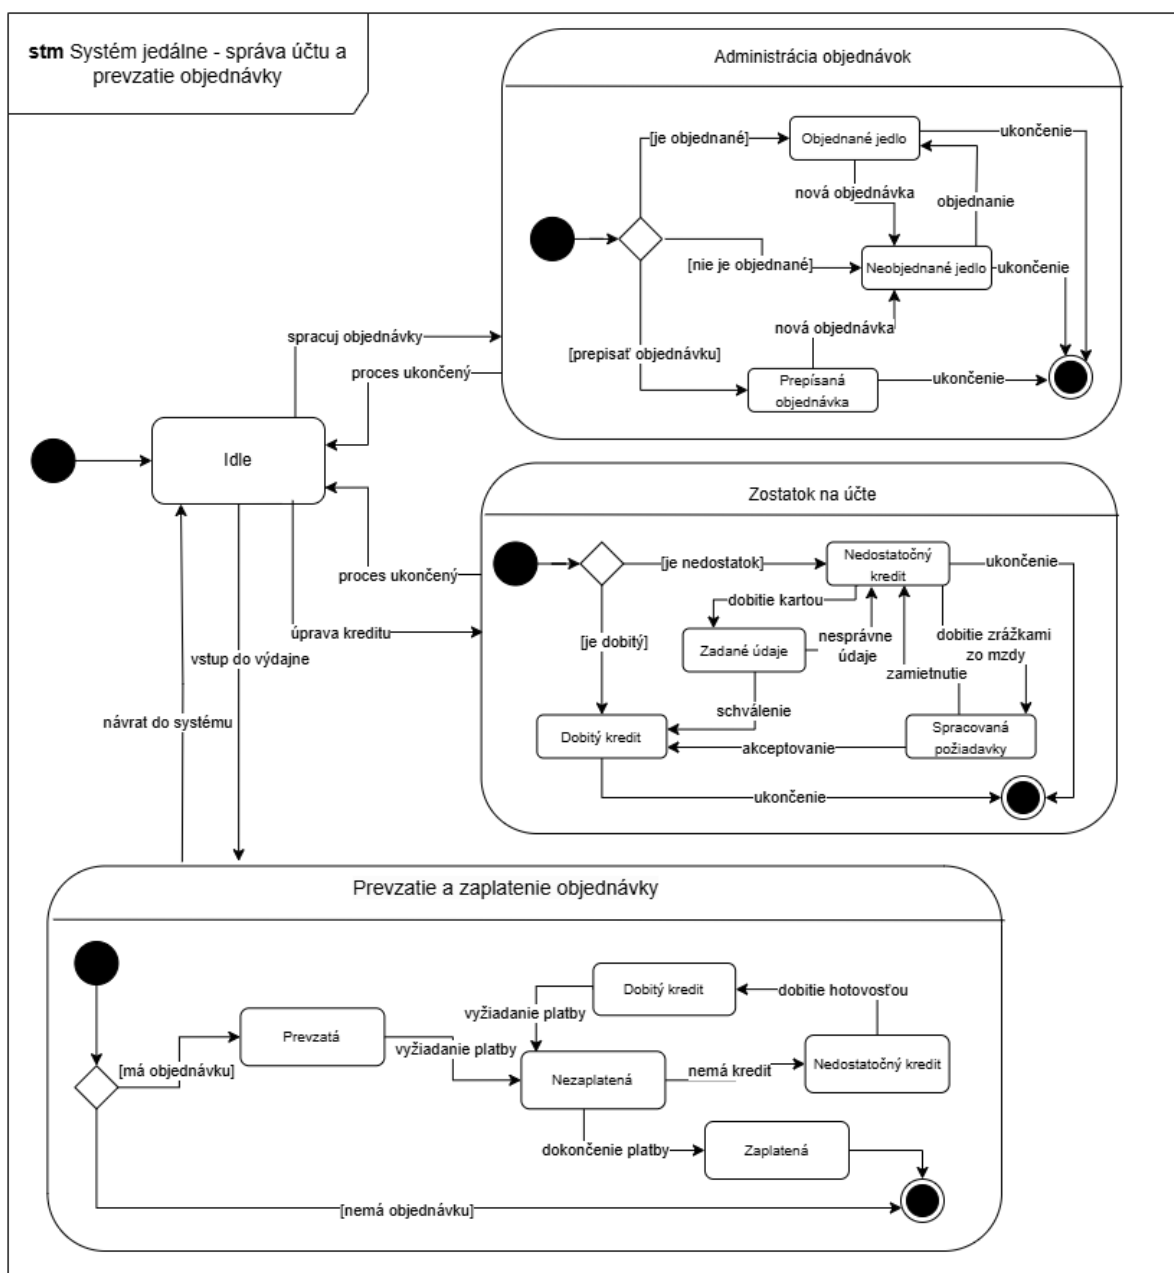 stm Systém jedálne - správa účtu a
prevzatie objednávky
Administrácia objednávok
[je objednané]
Objednané jedlo
ukončenie
nová objednávka
objednanie
[nie je objednané]
Neobjednané jedlo
ukončenie
nová objednávka
[prepisať objednávku]
Prepísaná
objednávka
ukončenie
spracuj objednávky
proces ukončený
Idle
Zostatok na účte
[je nedostatok]
Nedostatočný
kredit
ukončenie
proces ukončený
dobitie kartou
úprava kreditu
[je dobitý]
Zadané údaje
nesprávne
údaje
dobitie zrážkami
zo mzdy
zamietnutie
vstup do výdajne
návrat do systému
schválenie
Dobitý kredit
akceptovanie
Spracovaná
požiadavky
ukončenie
Prevzatie a zaplatenie objednávky
Dobitý kredit
dobitie hotovosťou
vyžiadanie platby
Prevzatá
vyžiadanie platby
[má objednávku]
Nezaplatená
nemá kredit
Nedostatočný kredit
dokončenie platby
Zaplatená
[nemá objednávku]